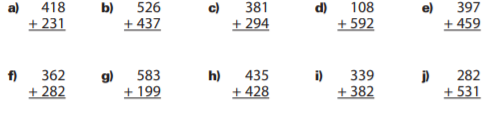 a) 418 b) 526 c) 381 d) 108 e) 397
+ 231 + 437 + 294 + 592 + 459
f) 362 g) 583 h) 435 i) 339 j) 282
+ 282 + 199 + 428 + 382 + 531